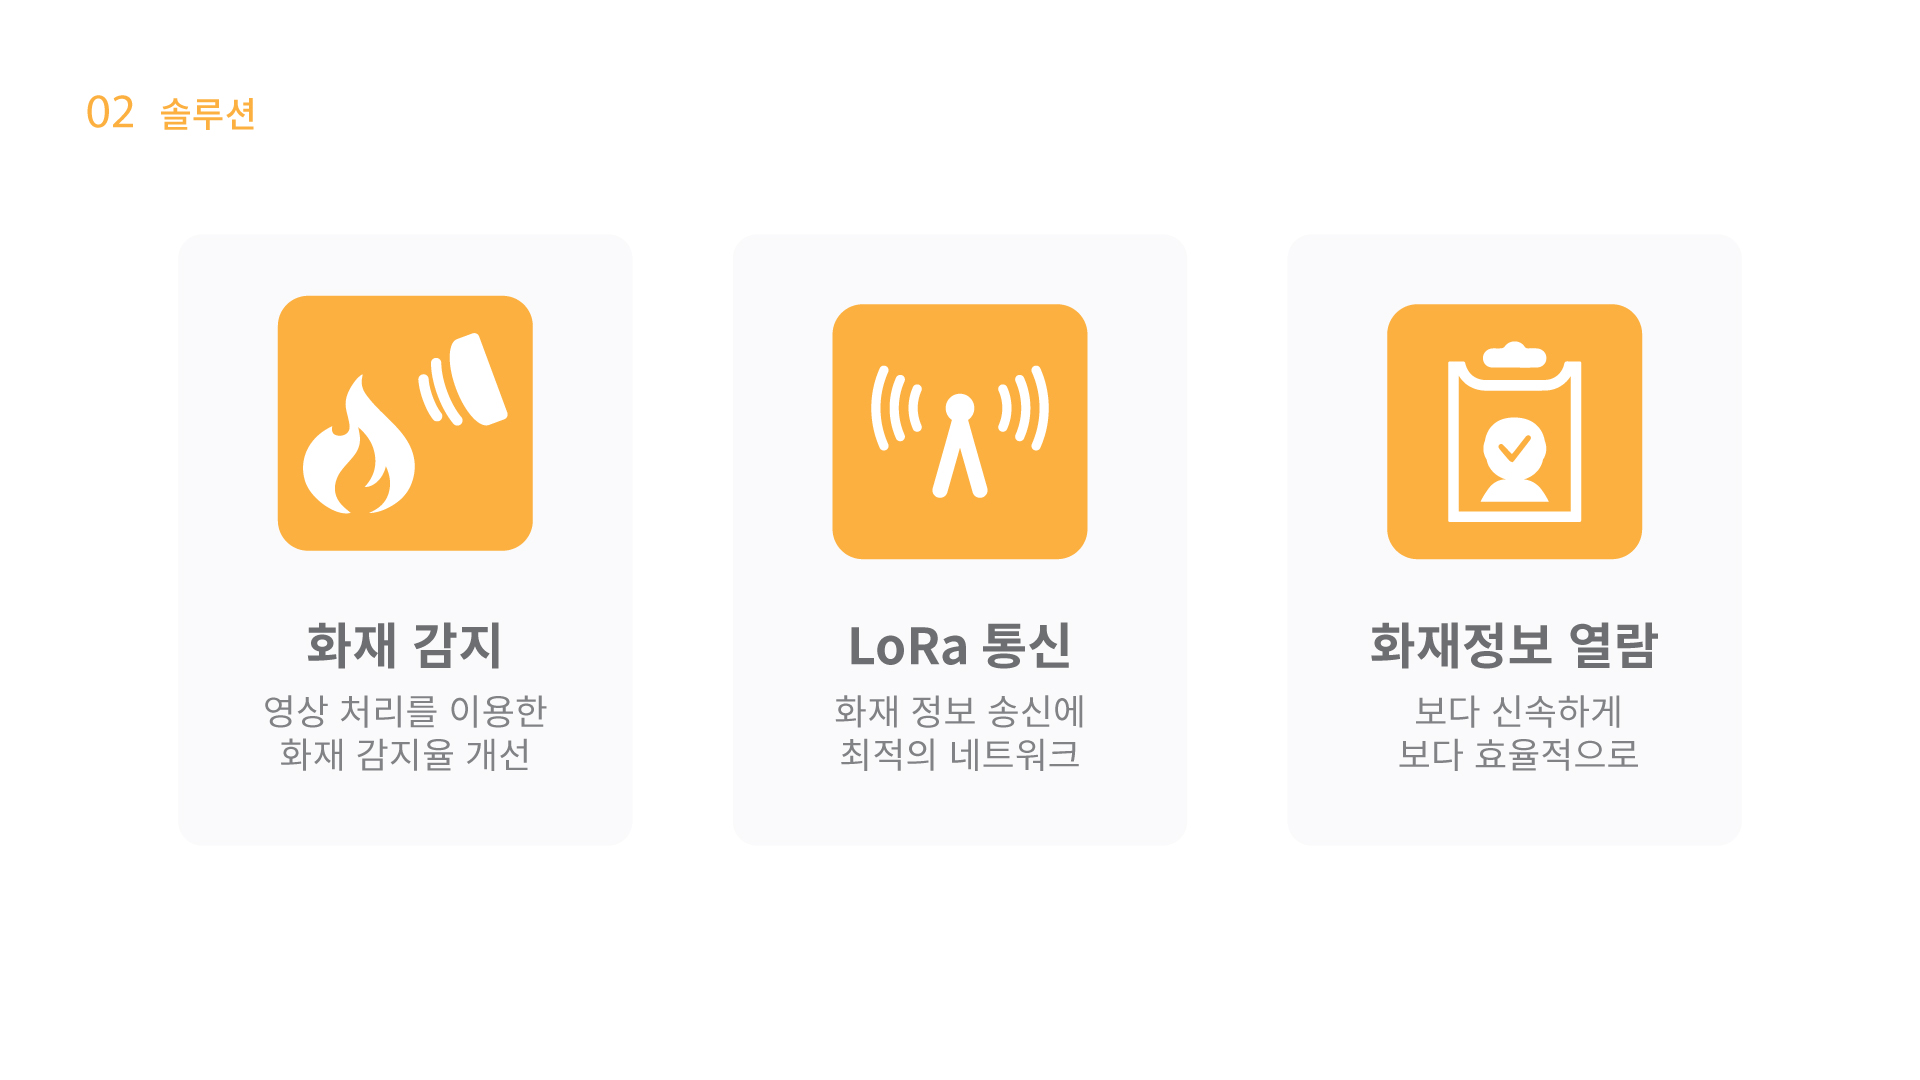 02 솔루션
화재 감지
영상 처리를 이용한
화재 감지율 개선
LoRa 통신
화재 정보 송신에
최적의 네트워크
화재정보 열람
보다 신속하게
보다 효율적으로